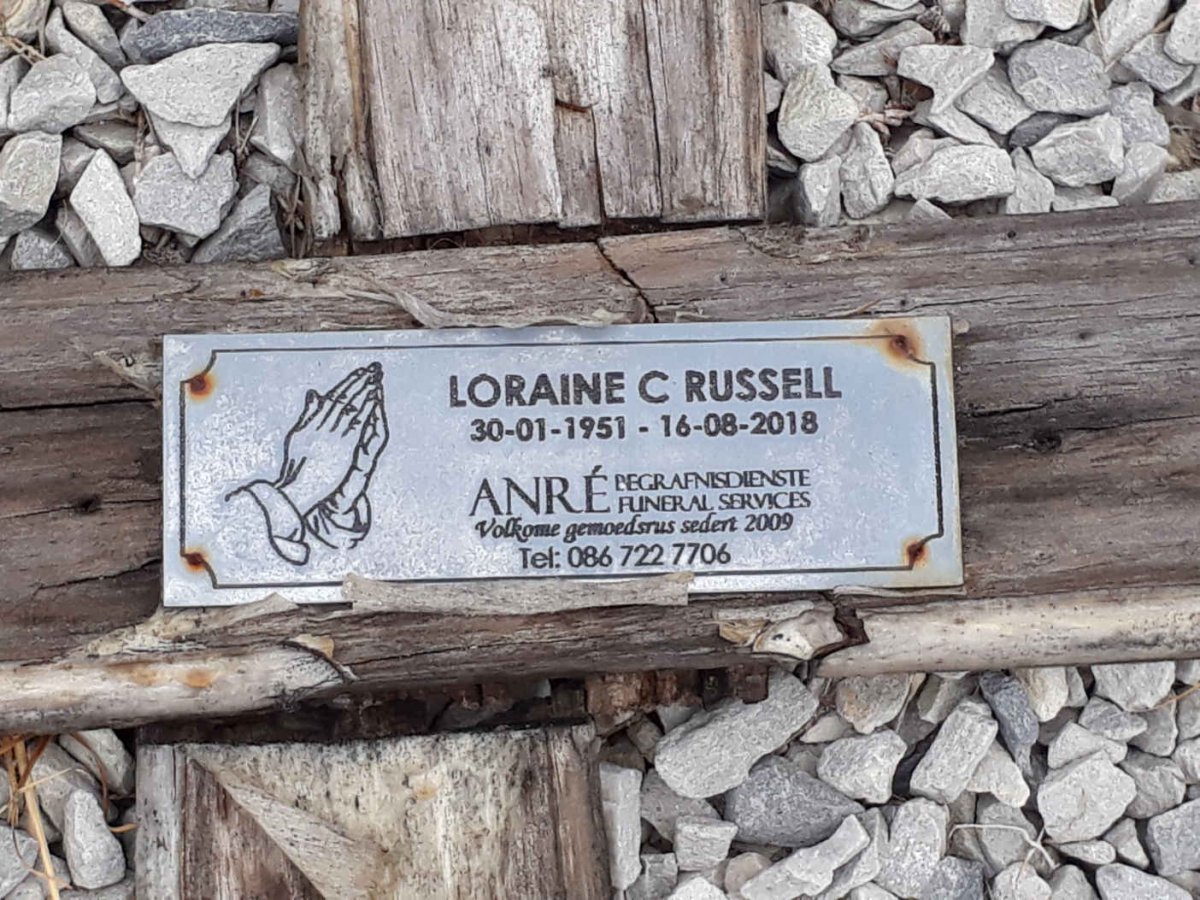 LORAINE C RUSSELL
30-01-1951 - 16-08-2018
ANRÉ BEGRAFNISDIENSTE
FUNERAL SERVICES
Volkome gemoedsrus sedert 2009
Tel: 086 722 7706